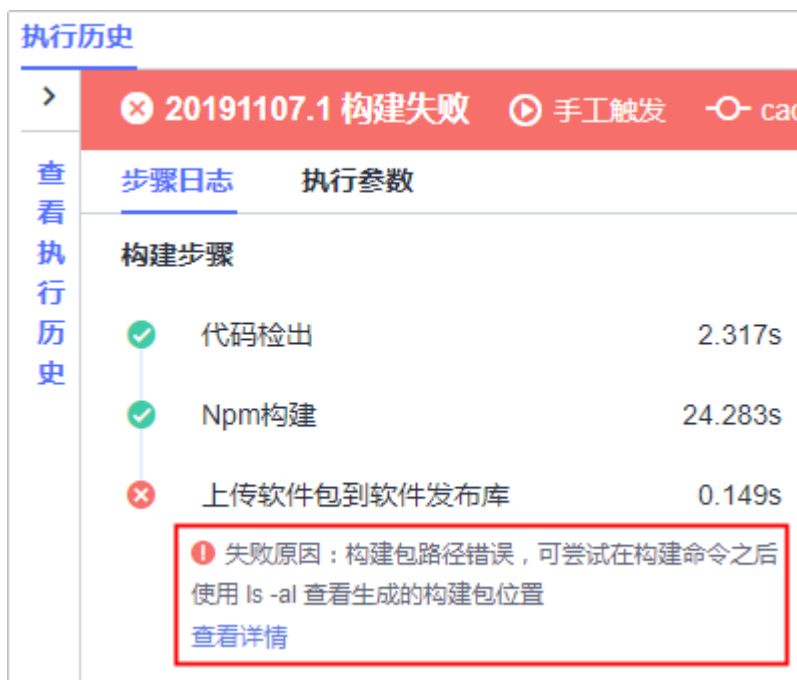 执行历史
20191107.1 构建失败 手工触发
查看执行历史
步骤日志 执行参数
构建步骤
代码检出 2.317s
Npm构建 24.283s
上传软件包到软件发布库 0.149s
失败原因：构建包路径错误，可尝试在构建命令之后
使用 ls -al 查看生成的构建包位置
查看详情